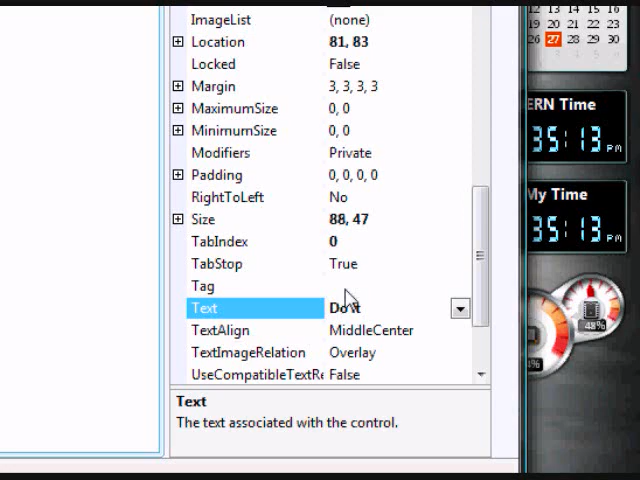 ImageList (none)
Location 81, 83
Locked False
Margin 3, 3, 3, 3
MaximumSize 0, 0
MinimumSize 0, 0
Modifiers Private
Padding 0, 0, 0, 0
RightToLeft No
Size 88, 47
TabIndex 0
TabStop True
Tag
Text
TextAlign MiddleCenter
TextImageRelation Overlay
UseCompatibleTextRe False
Text
The text associated with the control.
12 13 14 15 16
19 20 21 22 23
26 27 28 29 30
ERN Time
35:13 PM
My Time
35:13 PM
48%